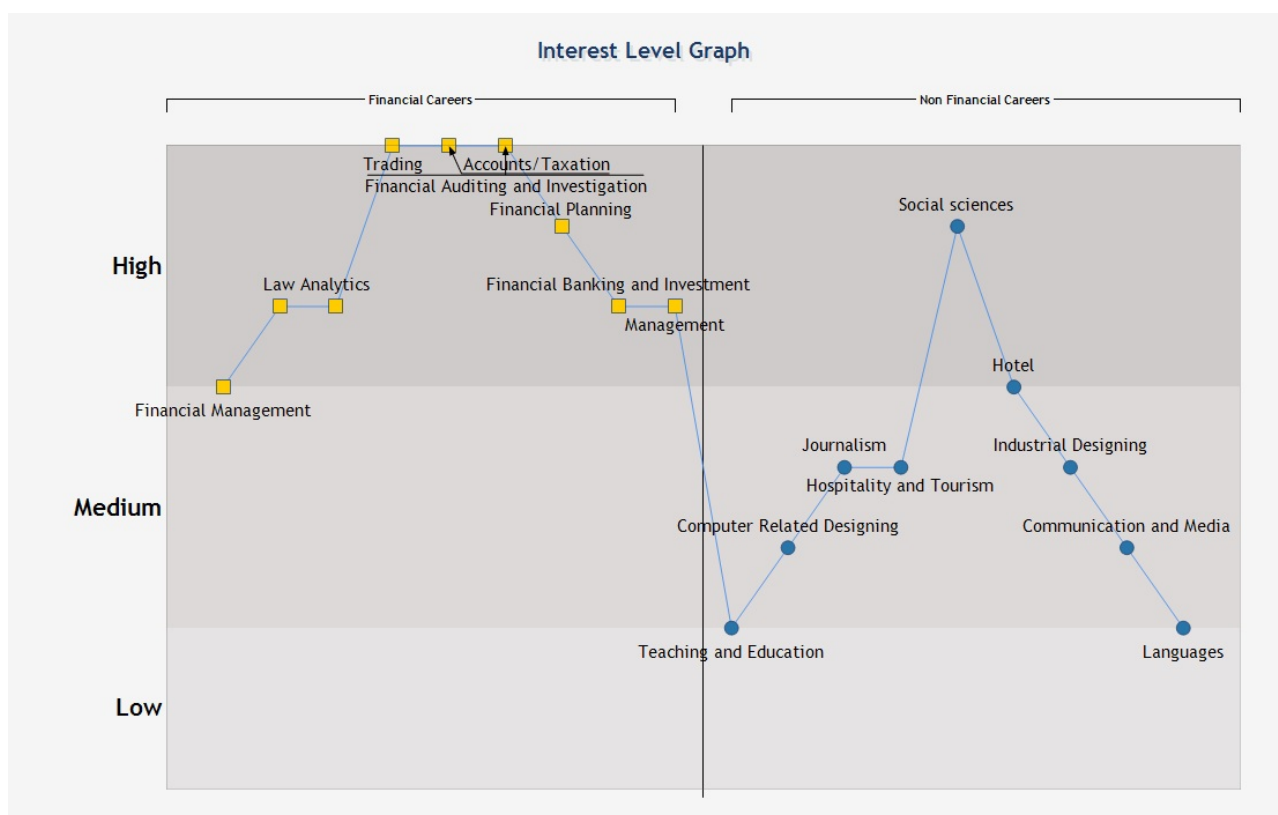 Interest Level Graph
Financial Careers
Non Financial Careers
Trading
Accounts/Taxation
Financial Auditing and Investigation
Financial Planning
Social sciences
High
Law Analytics
Financial Banking and Investment
Management
Hotel
Financial Management
Journalism
Industrial Designing
Hospitality and Tourism
Medium
Computer Related Designing
Communication and Media
Teaching and Education
Languages
Low